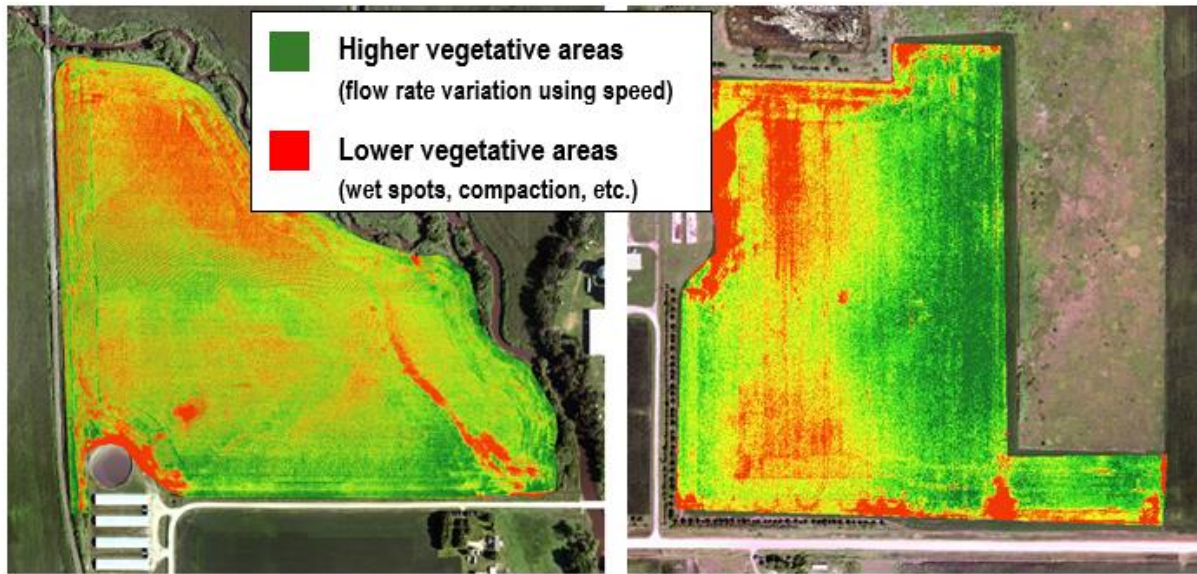 Higher vegetative areas
(flow rate variation using speed)
Lower vegetative areas
(wet spots, compaction, etc.)